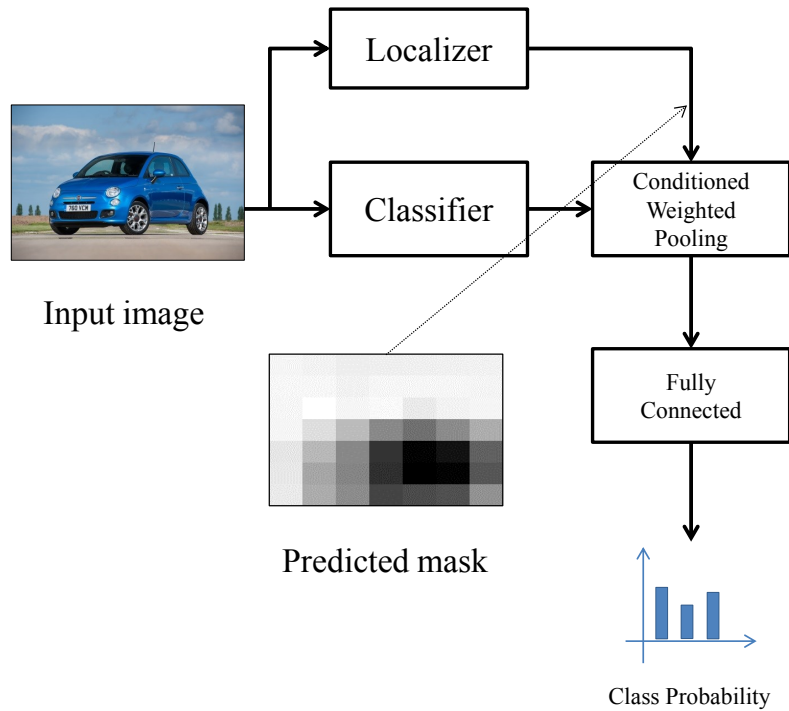 Localizer
Classifier
Conditioned
Weighted
Pooling
Input image
Fully
Connected
Predicted mask
Class Probability